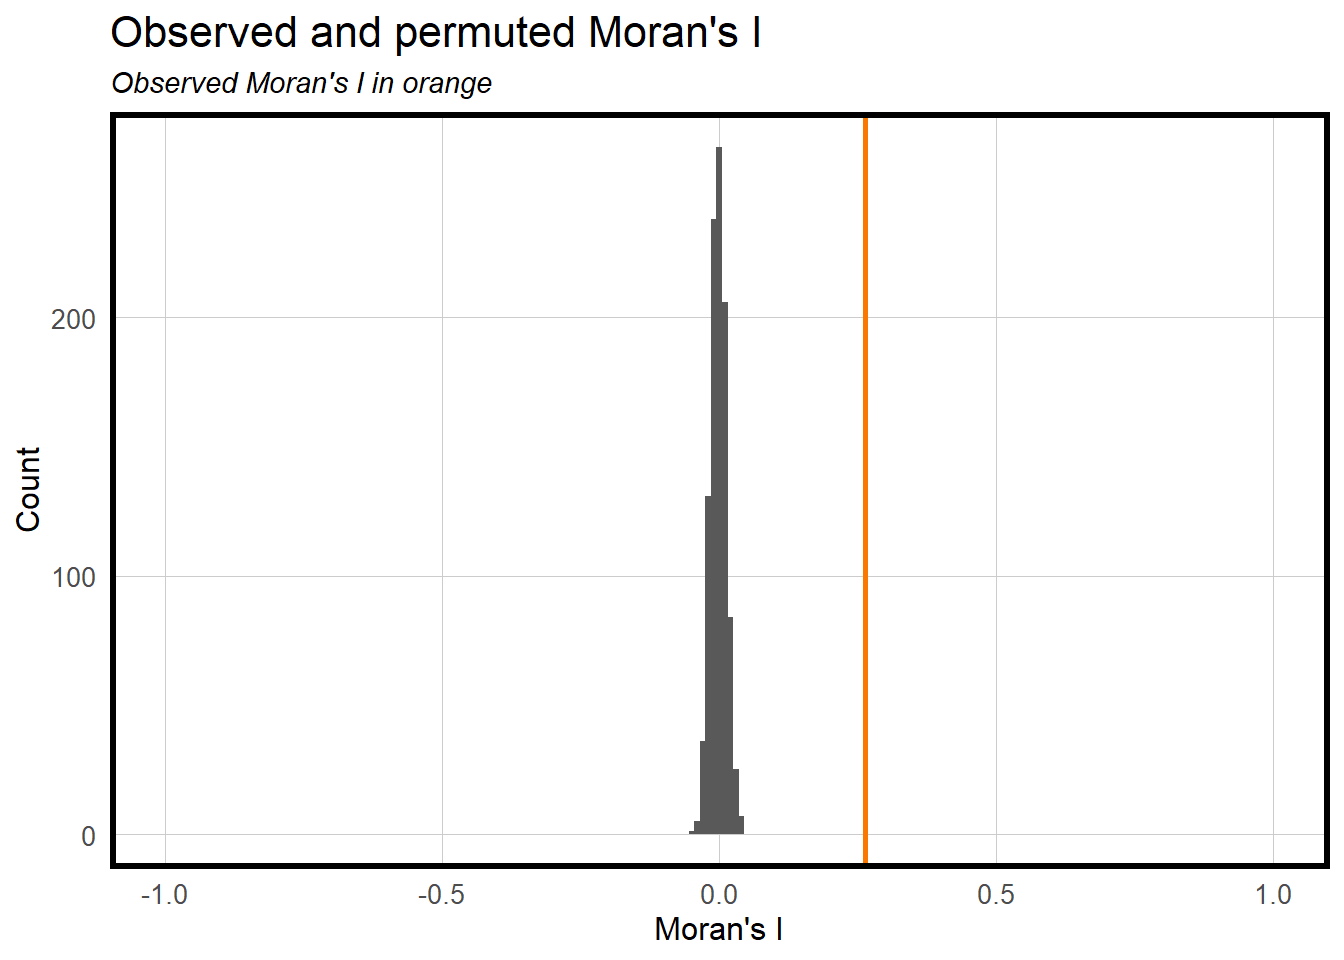 Observed and permuted Moran's I
Observed Moran's I in orange
200
100
0
Count
-1.0
-0.5
0.0
0.5
1.0
Moran's I